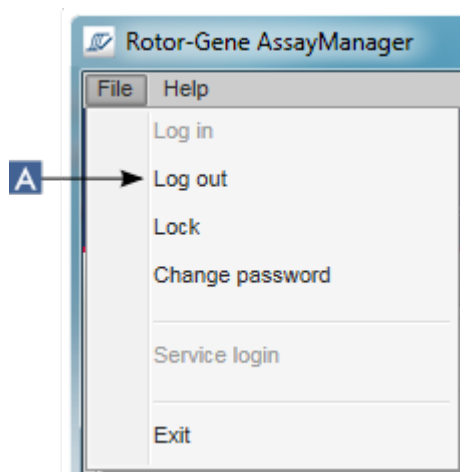 Rotor-Gene AssayManager
File Help
Log in
A Log out
Lock
Change password
Service login
Exit